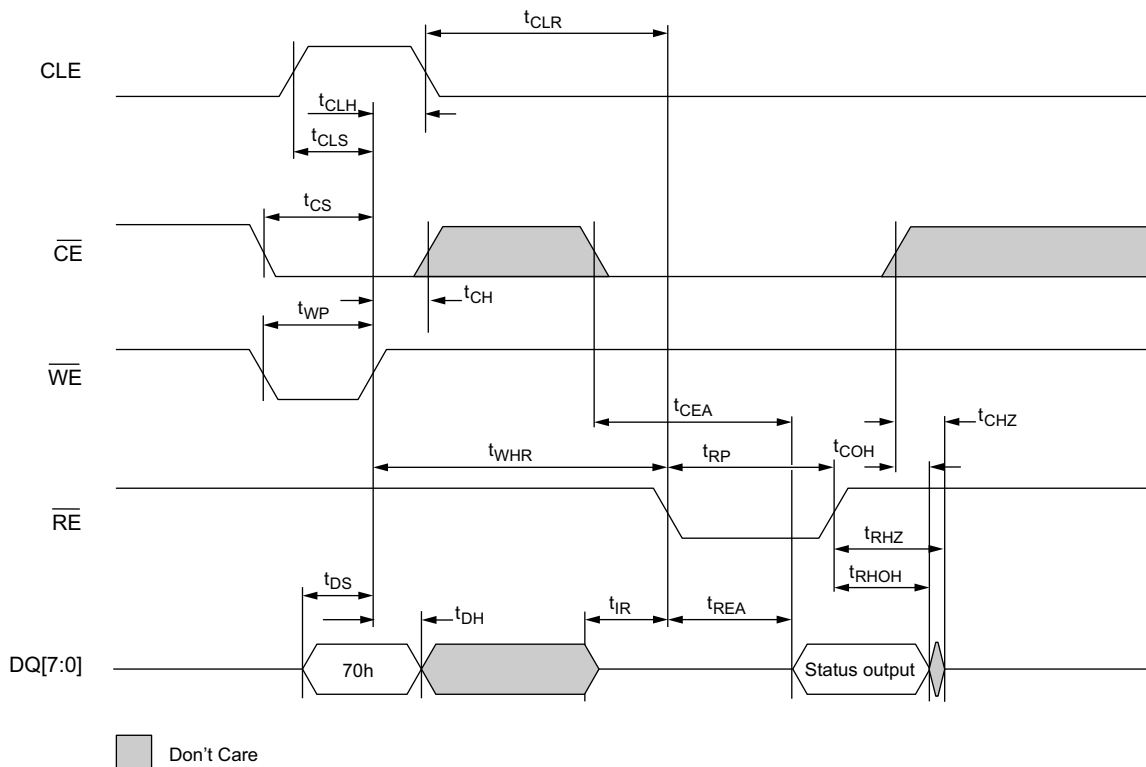 tCLR
CLE
tCLH
tCLS
tCS
CE
tCH
tWP
WE
tCEA
tCHZ
tWHR
tRP
tCOH
RE
tRHZ
tDS
tRHOH
tIR
tREA
tDH
DQ[7:0]
70h
Status output
Don't Care